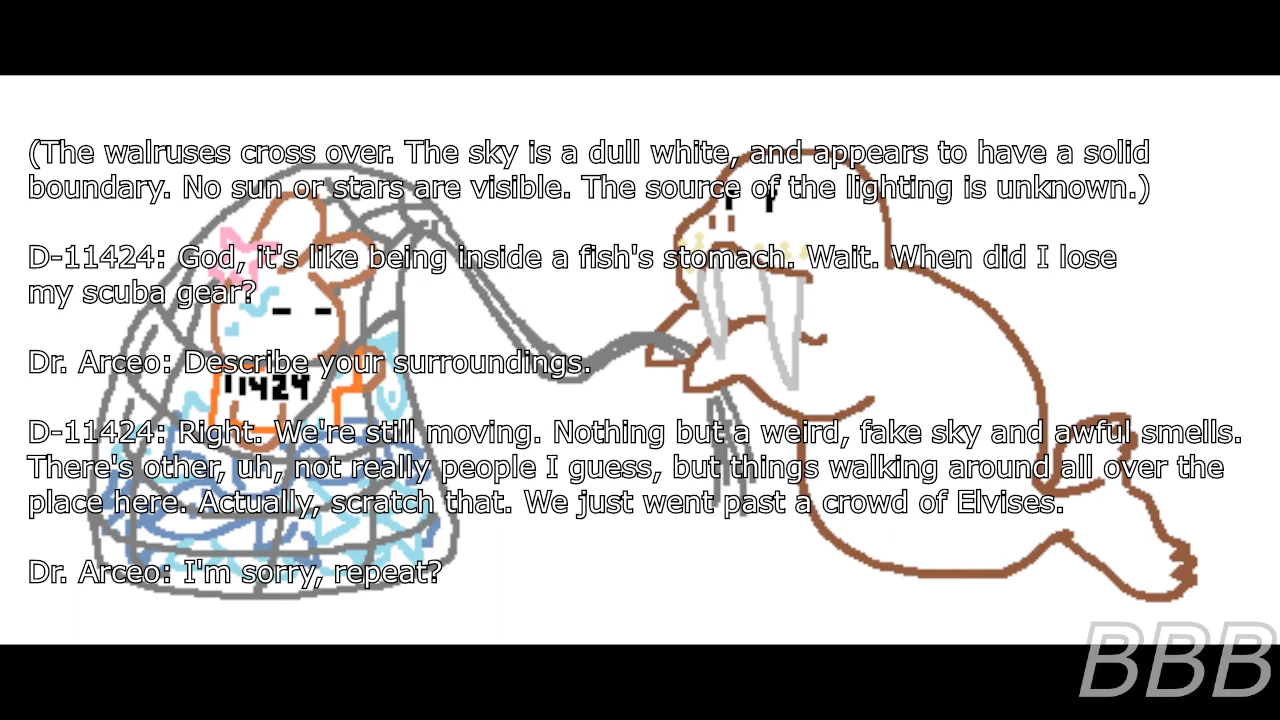 (The walruses cross over. The sky is a dull white, and appears to have a solid
boundary. No sun or stars are visible. The source of the lighting is unknown.)
D-11424: God, it's like being inside a fish's stomach. Wait. When did I lose
my scuba gear?
Dr. Arceo: Describe your surroundings.
11424
D-11424: Right. We're still moving. Nothing but a weird, fake sky and awful smells.
There's other, uh, not really people I guess, but things walking around all over the
place here. Actually, scratch that. We just went past a crowd of Elvises.
Dr. Arceo: I'm sorry, repeat?
BBB